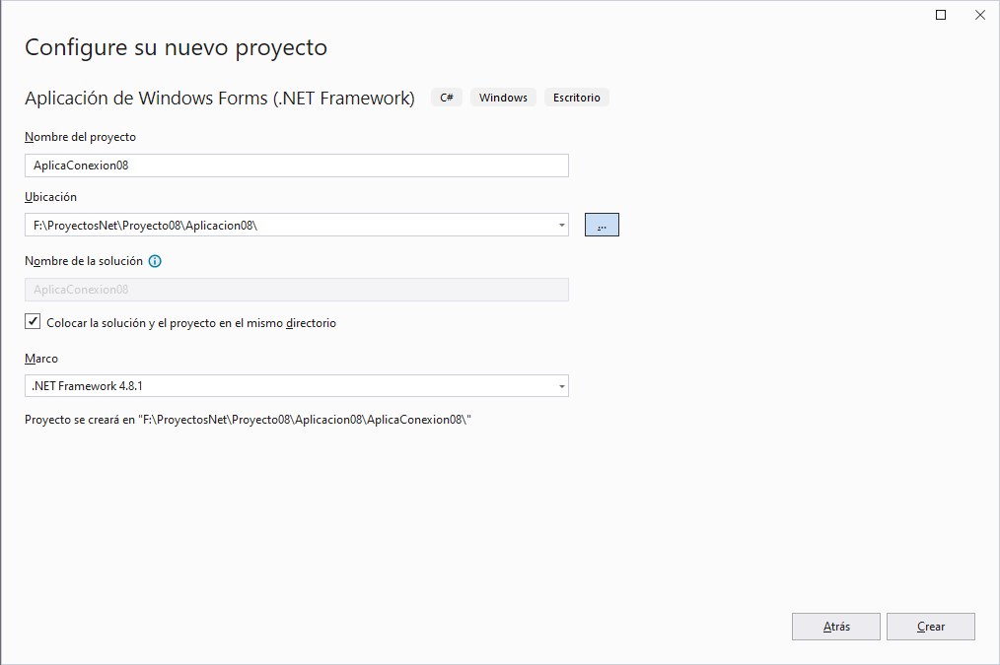 Configure su nuevo proyecto
Aplicación de Windows Forms (.NET Framework) C# Windows Escritorio
Nombre del proyecto
AplicaConexion08
Ubicación
F:\ProyectosNet\Proyecto08\Aplicacion08\
...
Nombre de la solución
AplicaConexion08
Colocar la solución y el proyecto en el mismo directorio
Marco
.NET Framework 4.8.1
Proyecto se creará en "F:\ProyectosNet\Proyecto08\Aplicacion08\AplicaConexion08\"
Atrás Crear